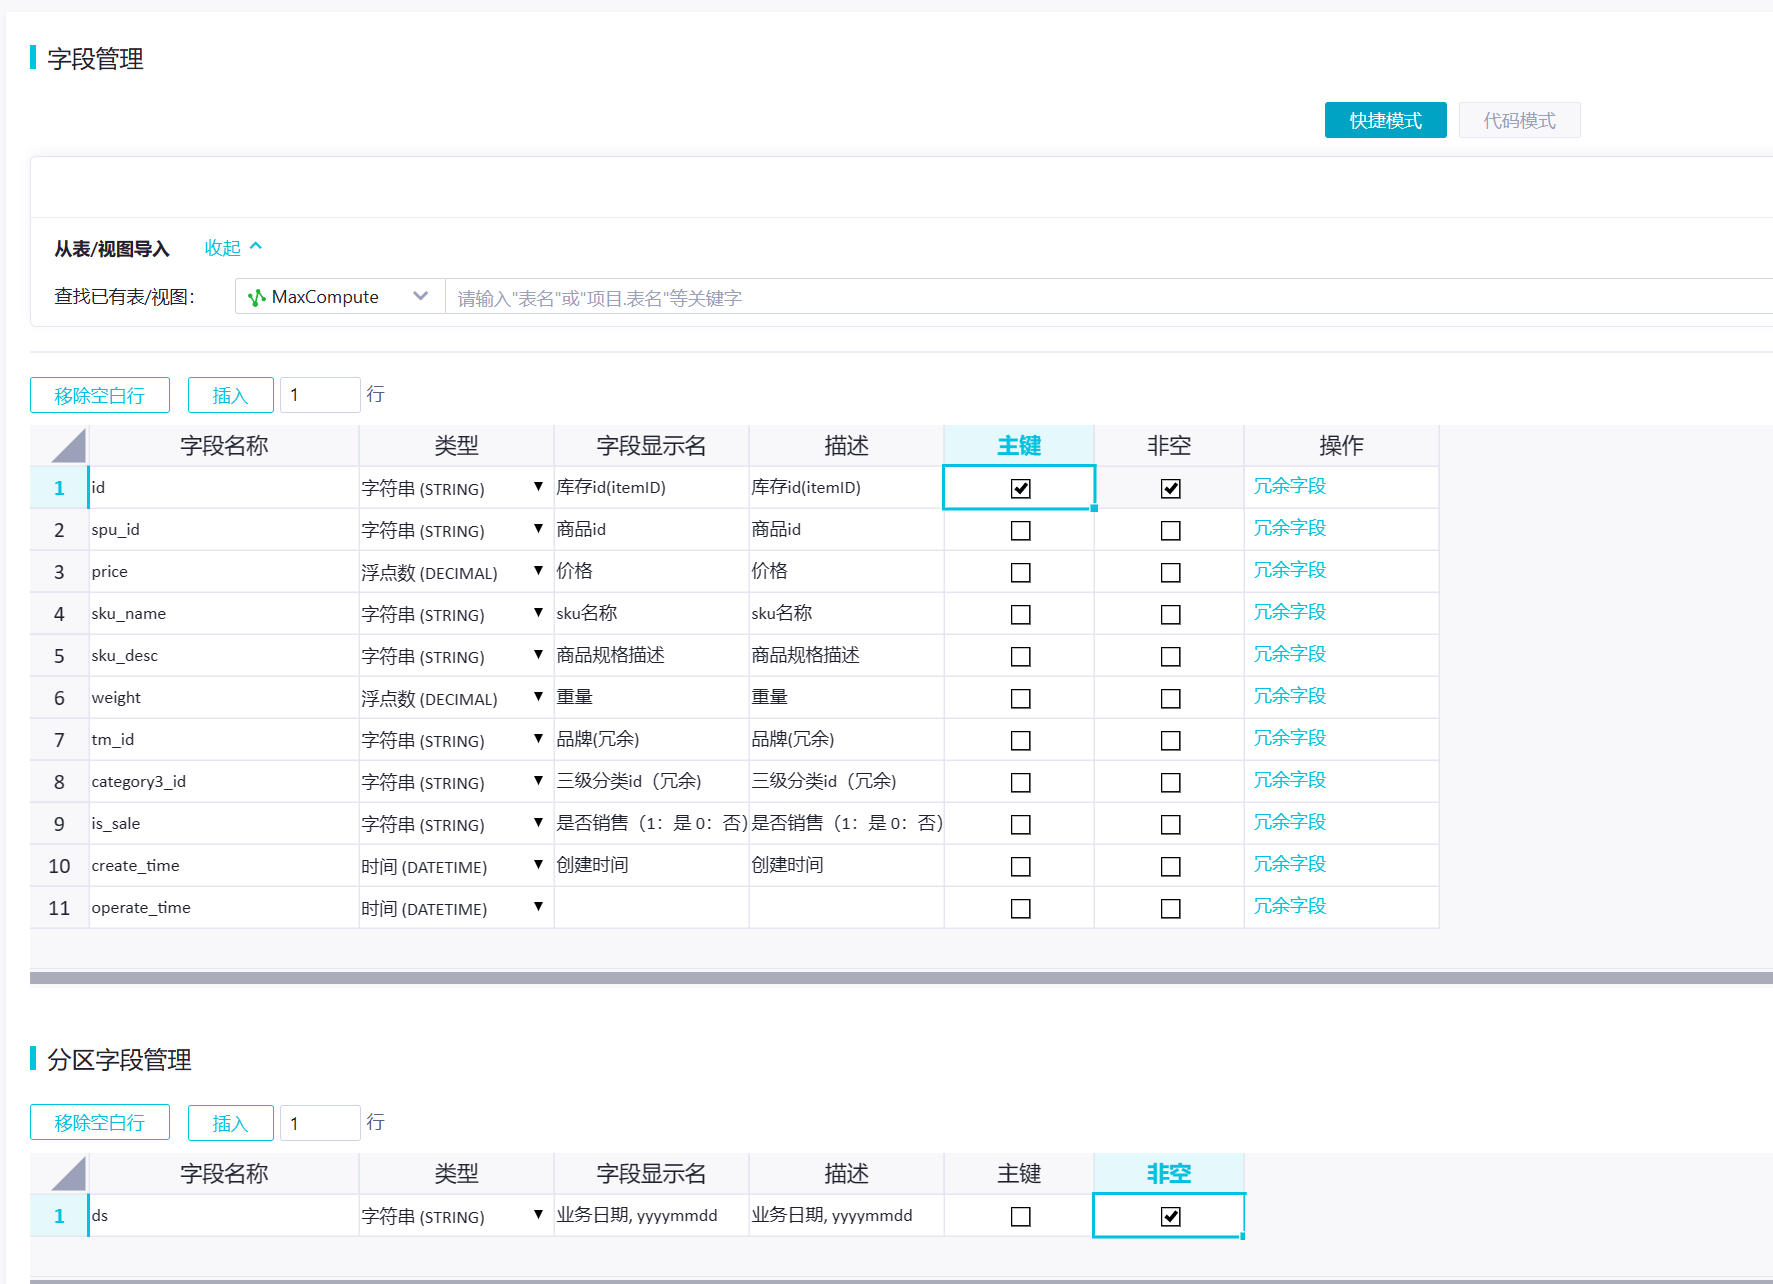 字段管理
快捷模式 代码模式
从表/视图导入 收起
查找已有表/视图： MaxCompute 请输入"表名"或"项目.表名"等关键字
移除空白行 插入 1 行
字段名称 类型 字段显示名 描述 主键 非空 操作
1 id 字符串 (STRING) 库存id(itemID) 库存id(itemID) 冗余字段
2 spu_id 字符串 (STRING) 商品id 商品id 冗余字段
3 price 浮点数 (DECIMAL) 价格 价格 冗余字段
4 sku_name 字符串 (STRING) sku名称 sku名称 冗余字段
5 sku_desc 字符串 (STRING) 商品规格描述 商品规格描述 冗余字段
6 weight 浮点数 (DECIMAL) 重量 重量 冗余字段
7 tm_id 字符串 (STRING) 品牌(冗余) 品牌(冗余) 冗余字段
8 category3_id 字符串 (STRING) 三级分类id（冗余) 三级分类id（冗余) 冗余字段
9 is_sale 字符串 (STRING) 是否销售（1：是 0：否） 是否销售（1：是 0：否） 冗余字段
10 create_time 时间 (DATETIME) 创建时间 创建时间 冗余字段
11 operate_time 时间 (DATETIME) 冗余字段
分区字段管理
移除空白行 插入 1 行
字段名称 类型 字段显示名 描述 主键 非空
1 ds 字符串 (STRING) 业务日期, yyyymmdd 业务日期, yyyymmdd